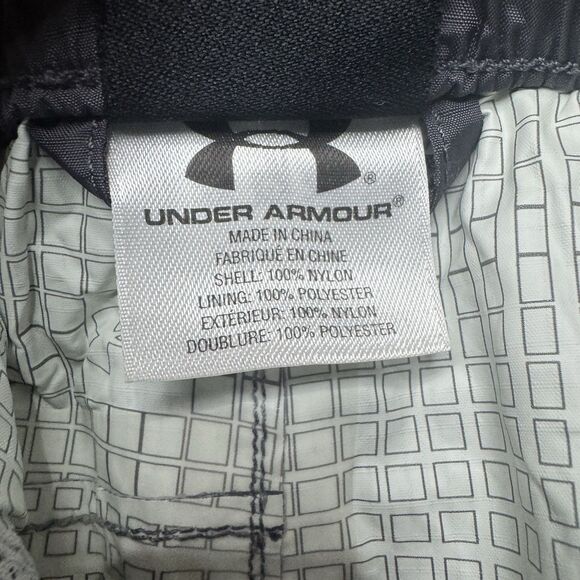 ®
UNDER ARMOUR®
MADE IN CHINA
FABRIQUÉ EN CHINE
SHELL: 100% NYLON
LINING: 100% POLYESTER
EXTÉRIEUR: 100% NYLON
DOUBLURE: 100% POLYESTER